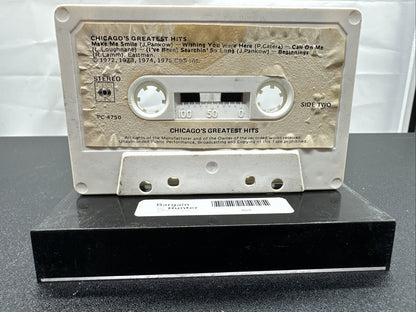 CHICAGO'S GREATEST HITS
Make Me Smile (J.Pankow) — Wishing You Were Here (P.Cetera) — Call On Me
(L.Loughnane) — (I've Been) Searchin' So Long (J.Pankow) — Beginnings
(R.Lamm). Eastman.
© 1972, 1973, 1974, 1975 CBS Inc.
STEREO
CBS
PC 4750
100 50 0
SIDE TWO
CHICAGO'S GREATEST HITS
All rights of the Manufacturer and of the Owner of the recorded work reserved.
Unauthorised Public Performance, Broadcasting and Copying of this Tape prohibited.
Bargain
Hunter